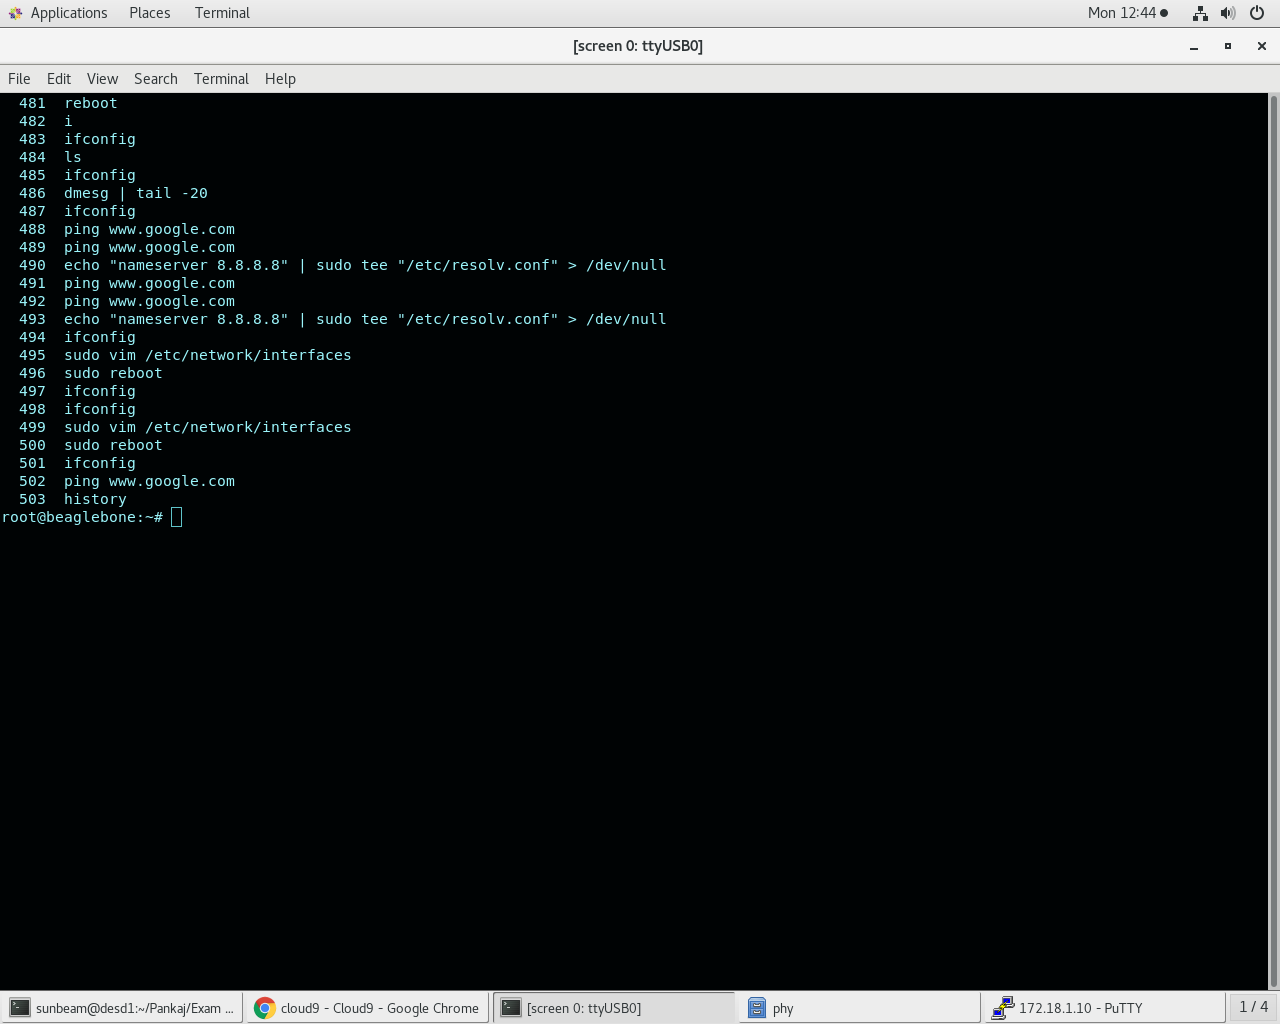 Applications Places Terminal Mon 12:44
[screen 0: ttyUSB0]
File Edit View Search Terminal Help
481 reboot
482 i
483 ifconfig
484 ls
485 ifconfig
486 dmesg | tail -20
487 ifconfig
488 ping www.google.com
489 ping www.google.com
490 echo "nameserver 8.8.8.8" | sudo tee "/etc/resolv.conf" > /dev/null
491 ping www.google.com
492 ping www.google.com
493 echo "nameserver 8.8.8.8" | sudo tee "/etc/resolv.conf" > /dev/null
494 ifconfig
495 sudo vim /etc/network/interfaces
496 sudo reboot
497 ifconfig
498 ifconfig
499 sudo vim /etc/network/interfaces
500 sudo reboot
501 ifconfig
502 ping www.google.com
503 history
root@beaglebone:~#
sunbeam@desd1:~/Pankaj/Exam ... cloud9 - Cloud9 - Google Chrome [screen 0: ttyUSB0] phy 172.18.1.10 - PuTTY 1 / 4